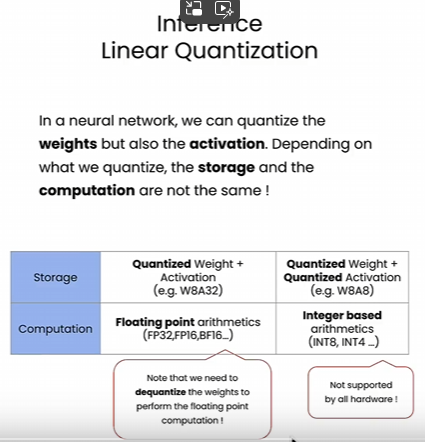 Inference
Linear Quantization
In a neural network, we can quantize the
weights but also the activation. Depending on
what we quantize, the storage and the
computation are not the same !
Storage
Quantized Weight +
Activation
(e.g. W8A32)
Quantized Weight +
Quantized Activation
(e.g. W8A8)
Computation
Floating point arithmetics
(FP32,FP16,BF16...)
Integer based
arithmetics
(INT8, INT4 ...)
Note that we need to
dequantize the weights to
perform the floating point
computation !
Not supported
by all hardware !